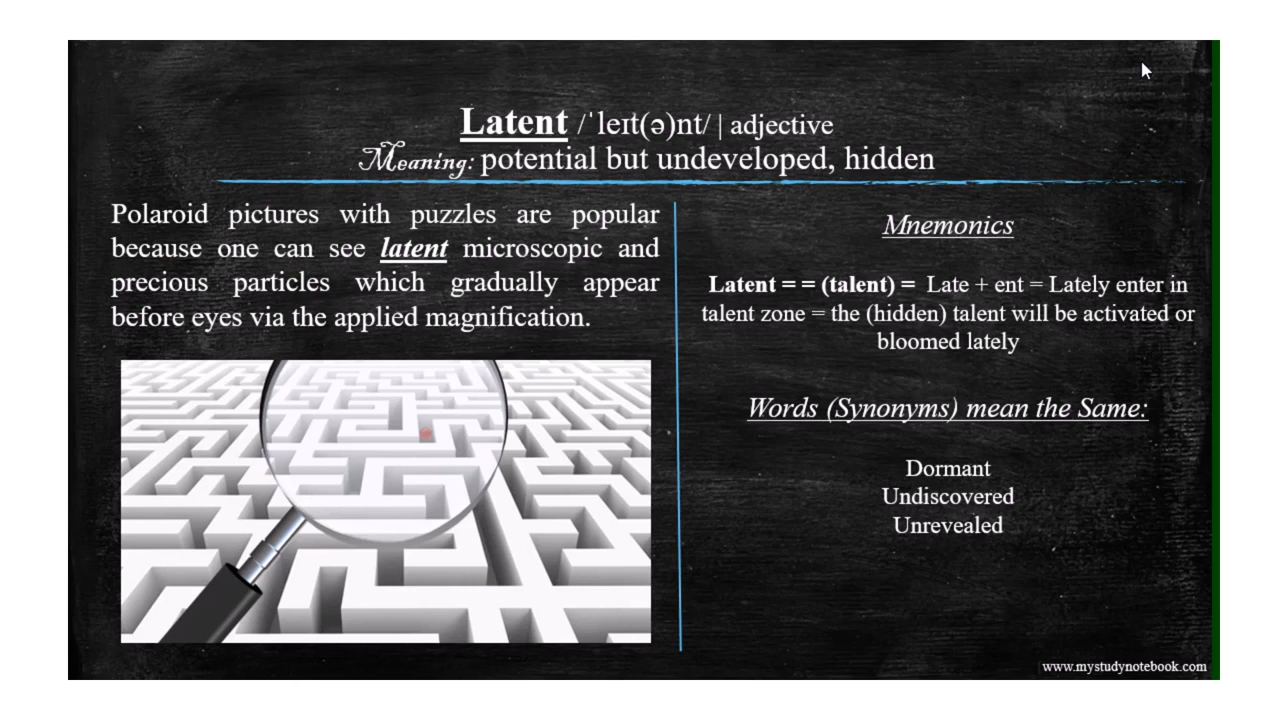 Latent /ˈleɪt(ə)nt/ | adjective
Meaning: potential but undeveloped, hidden
Polaroid pictures with puzzles are popular
because one can see latent microscopic and
precious particles which gradually appear
before eyes via the applied magnification.
Mnemonics
Latent = = (talent) = Late + ent = Lately enter in
talent zone = the (hidden) talent will be activated or
bloomed lately
Words (Synonyms) mean the Same:
Dormant
Undiscovered
Unrevealed
www.mystudynotebook.com